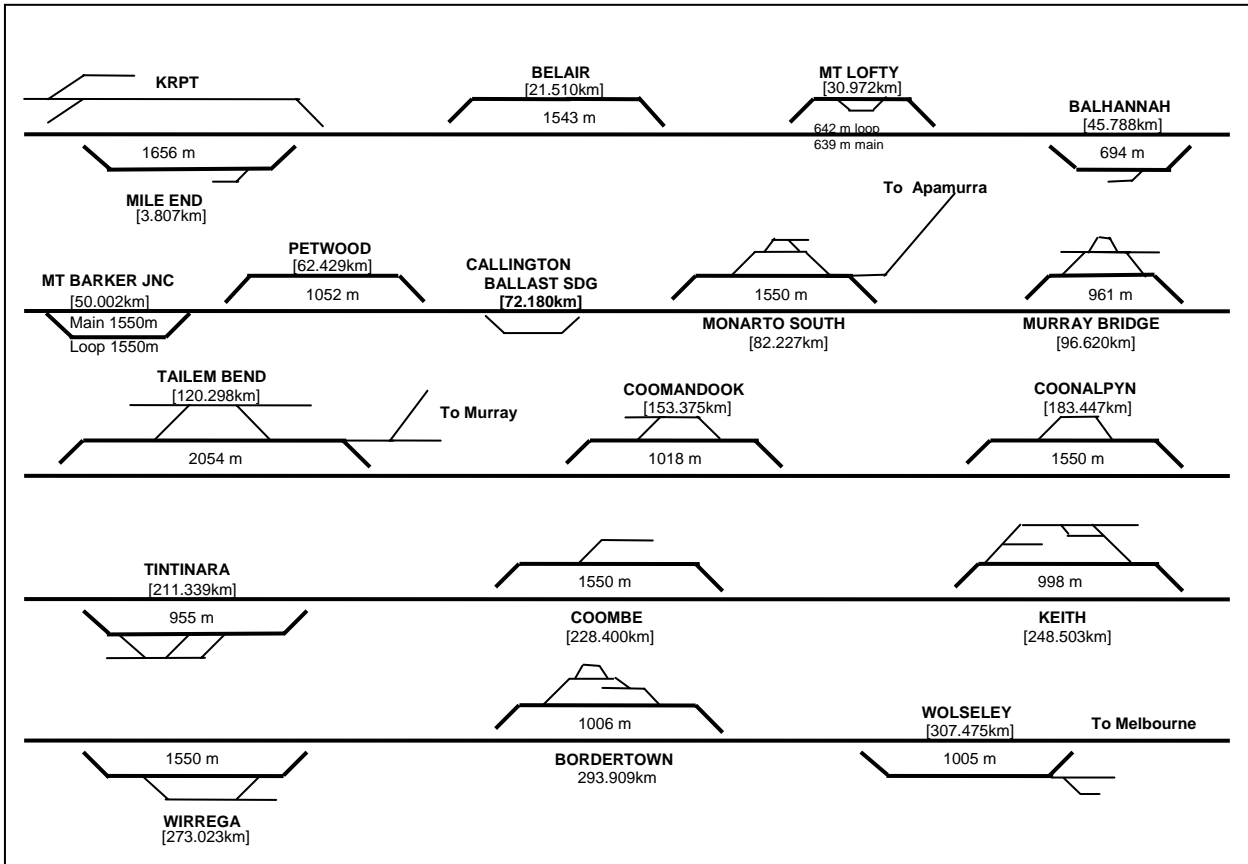 KRPT
BELAIR
[21.510km]
1543 m
MT LOFTY
[30.972km]
642 m loop
639 m main
BALHANNAH
[45.788km]
694 m
1656 m
MILE END
[3.807km]
To Apamurra
MT BARKER JNC
[50.002km]
Main 1550m
Loop 1550m
PETWOOD
[62.429km]
1052 m
CALLINGTON
BALLAST SDG
[72.180km]
1550 m
MONARTO SOUTH
[82.227km]
961 m
MURRAY BRIDGE
[96.620km]
TAILEM BEND
[120.298km]
2054 m
To Murray
COOMANDOOK
[153.375km]
1018 m
COONALPYN
[183.447km]
1550 m
TINTINARA
[211.339km]
955 m
1550 m
COOMBE
[228.400km]
998 m
KEITH
[248.503km]
1550 m
WIRREGA
[273.023km]
1006 m
BORDERTOWN
293.909km
WOLSELEY
[307.475km]
1005 m
To Melbourne